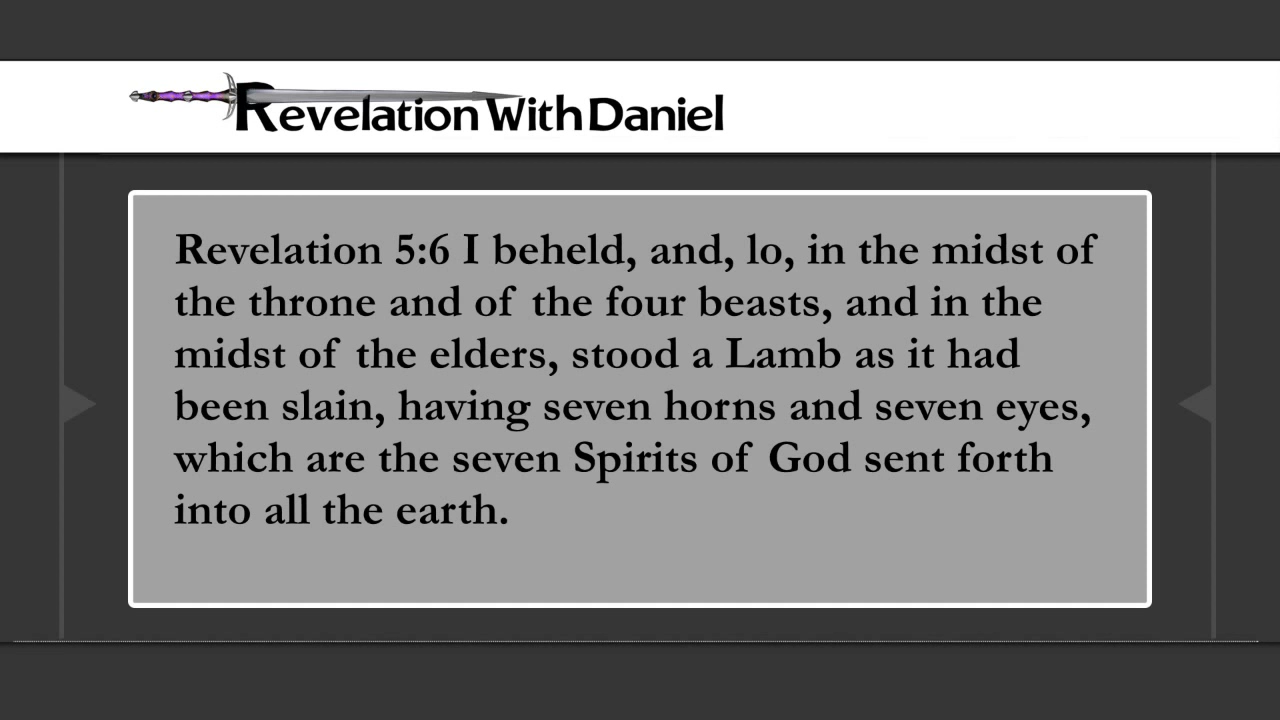 Revelation With Daniel
Revelation 5:6 I beheld, and, lo, in the midst of
the throne and of the four beasts, and in the
midst of the elders, stood a Lamb as it had
been slain, having seven horns and seven eyes,
which are the seven Spirits of God sent forth
into all the earth.